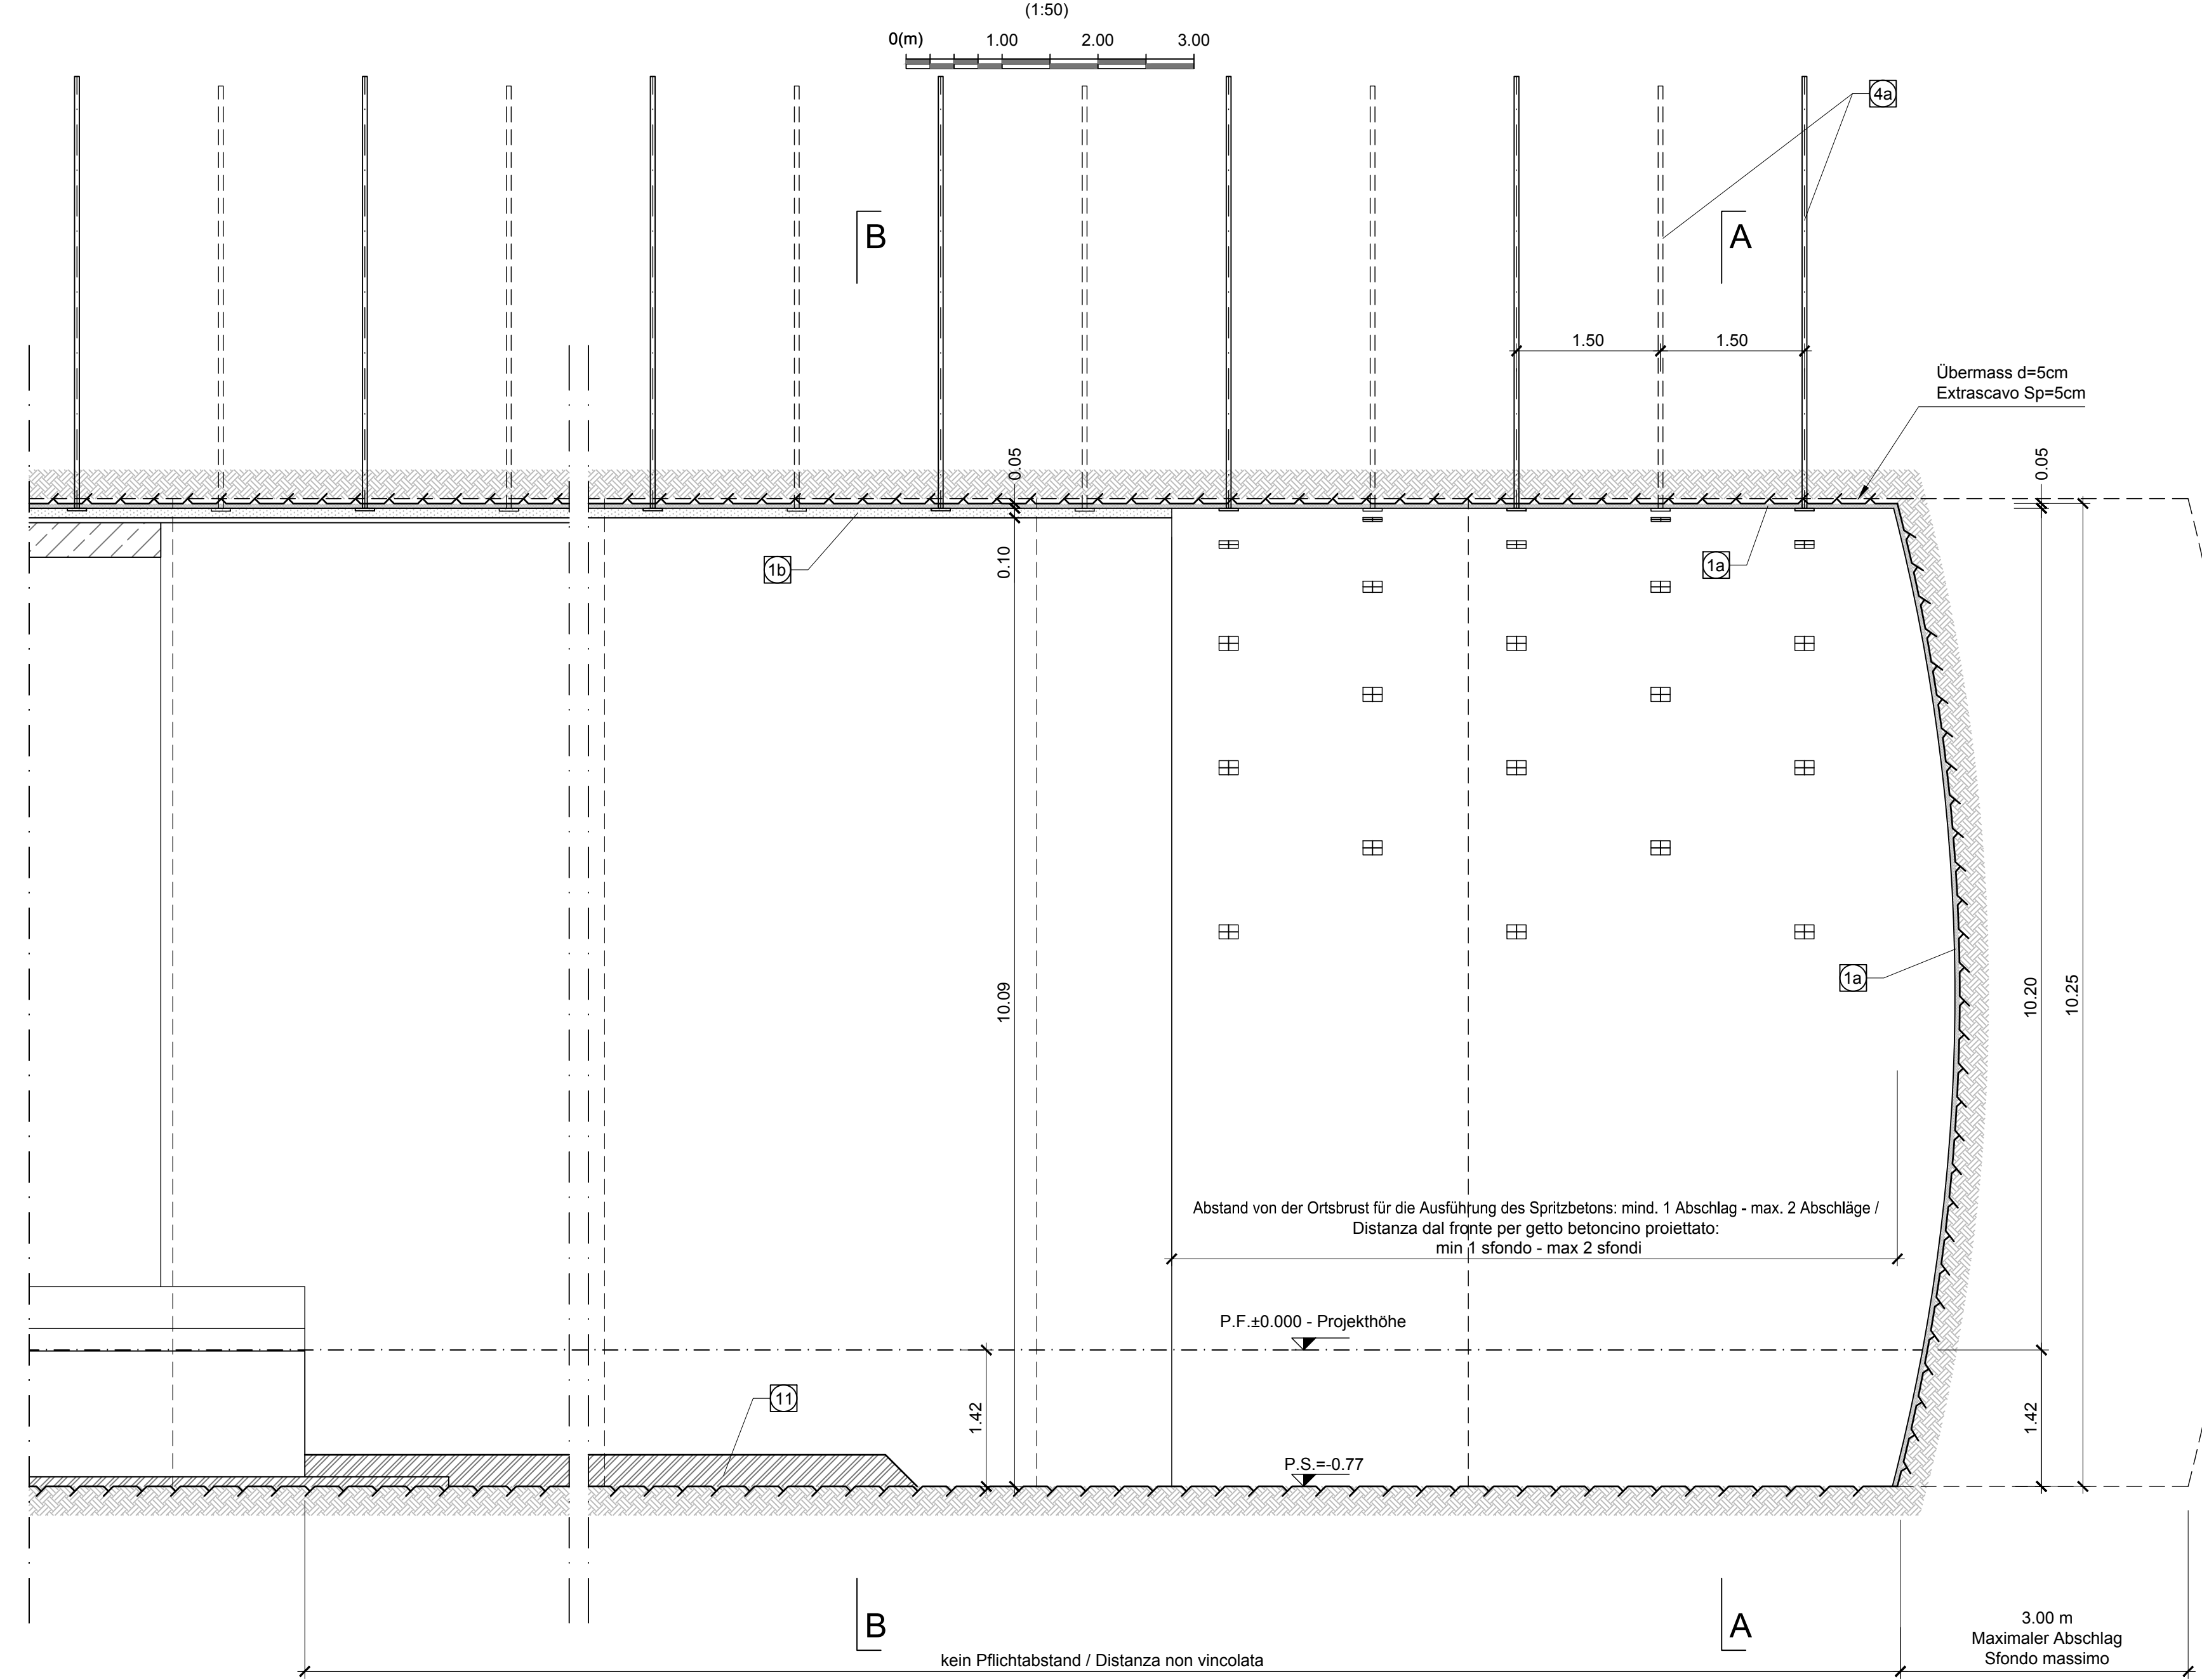 (1:50)
0(m) 1.00 2.00 3.00
4a
B
A
1.50 1.50
Übermass d=5cm
Extrascavo Sp=5cm
0.05
0.05
0.10
1b
1a
10.09
1a
10.20
10.25
Abstand von der Ortsbrust für die Ausführung des Spritzbetons: mind. 1 Abschlag - max. 2 Abschläge /
Distanza dal fronte per getto betoncino proiettato:
min 1 sfondo - max 2 sfondi
P.F.±0.000 - Projekthöhe
11
1.42
1.42
P.S.=-0.77
B
A
3.00 m
Maximaler Abschlag
Sfondo massimo
kein Pflichtabstand / Distanza non vincolata